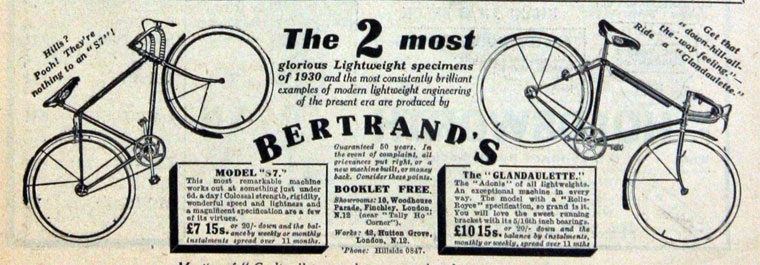 Hills?
Pooh! They're
nothing to an "S7"!
The 2 most
glorious Lightweight specimens
of 1930 and the most consistently brilliant
examples of modern lightweight engineering
of the present era are produced by
Get that
"down-hill, all-
the-way feeling."—
Ride a "Glandaulette."
BERTRAND'S
MODEL "S7."
This most remarkable machine
works out at something just under
6d. a day! Colossal strength, rigidity,
wonderful speed and lightness and
a magnificent specification are a few
of its virtues.
£7 15s. or 20/- down and the bal-
ance by weekly or monthly
instalments spread over 11 months.
Guaranteed 50 years. In
the event of complaint, all
grievances put right, or a
new machine built, or money
back. Consider these points.
BOOKLET FREE.
Showrooms: 10, Woodhouse
Parade, Finchley, London,
N.12 (near "Tally Ho"
Corner").
Works: 42, Hutton Grove,
London, N.12.
'Phone: Hillside 0847.
The "GLANDAULETTE."
The "Adonis" of all lightweights.
An exceptional machine in every
way. The model with a "Rolls-
Royce" specification, so grand is it.
You will love the sweet running
bracket with its 5/16th inch bearings.
£10 15s. or 20/- down and the
balance by instalments,
monthly or weekly, spread over 11 mths